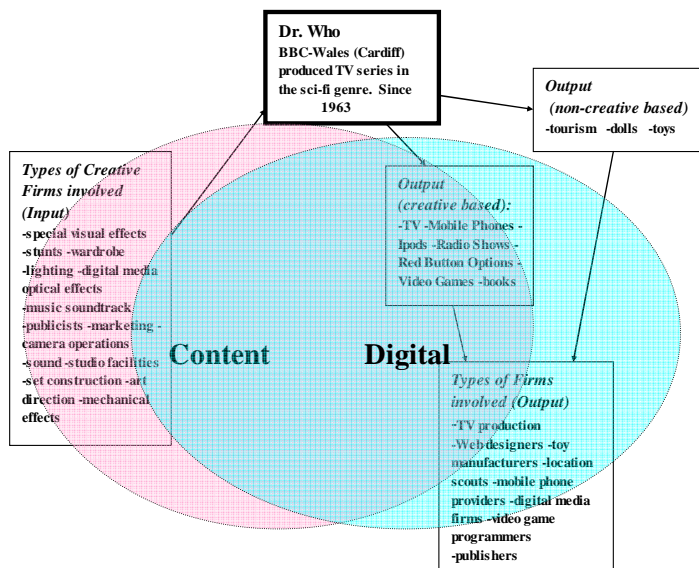 Dr. Who
BBC-Wales (Cardiff)
produced TV series in
the sci-fi genre. Since
1963
Output
(non-creative based)
-tourism -dolls -toys
Types of Creative
Firms involved
(Input)
-special visual effects
-stunts -wardrobe
-lighting -digital media
optical effects
-music soundtrack
-publicists -marketing -
camera operations
-sound -studio facilities
-set construction -art
direction -mechanical
effects
Output
(creative based):
-TV -Mobile Phones -
Ipods -Radio Shows -
Red Button Options -
Video Games -books
Content
Digital
Types of Firms
involved (Output)
-TV production
-Web designers -toy
manufacturers -location
scouts -mobile phone
providers -digital media
firms -video game
programmers
-publishers